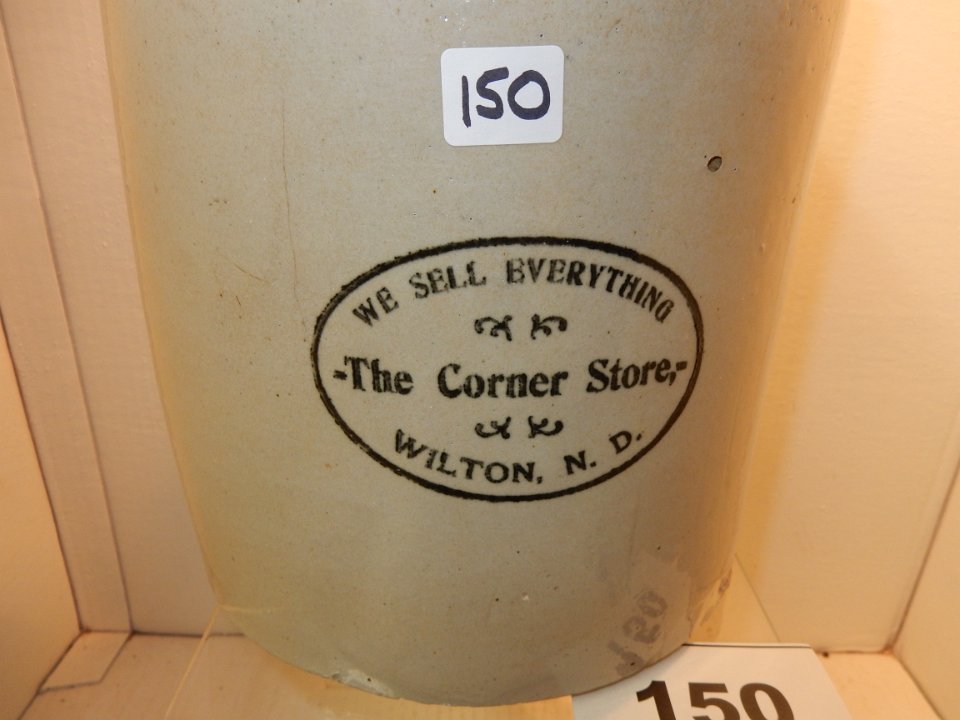 150
WE SELL EVERYTHING
-The Corner Store,-
WILTON, N. D.
150